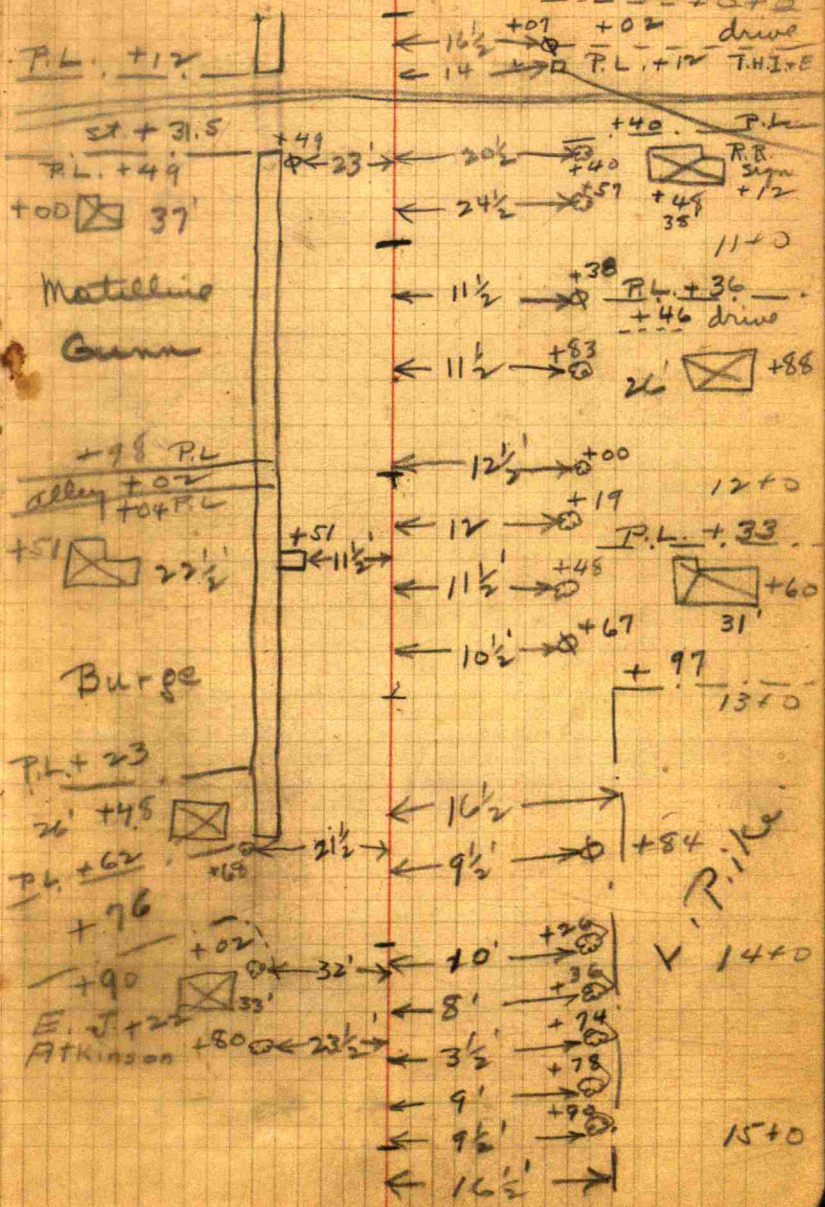 +07 +02 drive
16½
P.L. +12
14 P.L. +12 T.H.I.+E
st. +31.5 +49 +40 P.L.
P.L. +49 23' 20½ +40 R.R. sign +12
+00 37' 24½' +57 +48 38'
11+0
Matilline 11½' +38 P.L. +36
+46 drive
Gunn 11½' +83 26' +88
+98 P.L 12½' +00
alley +02 12+0
+04 P.L 12' +19
+51 22½' +51 11½' P.L. +33
11½' +48 +60
31'
10½' +67
Burge +97
13+0
P.L. +23
26' +48 16½'
21½' +84
P.L. +62 +68 9½'
+76 Pike
+02 32' 10' +26 14+0
+90 33' 8' +36
E. J. +22 +74
Atkinson +80 23½' 3½'
+78
9'
+90
9½' 15+0
16½'